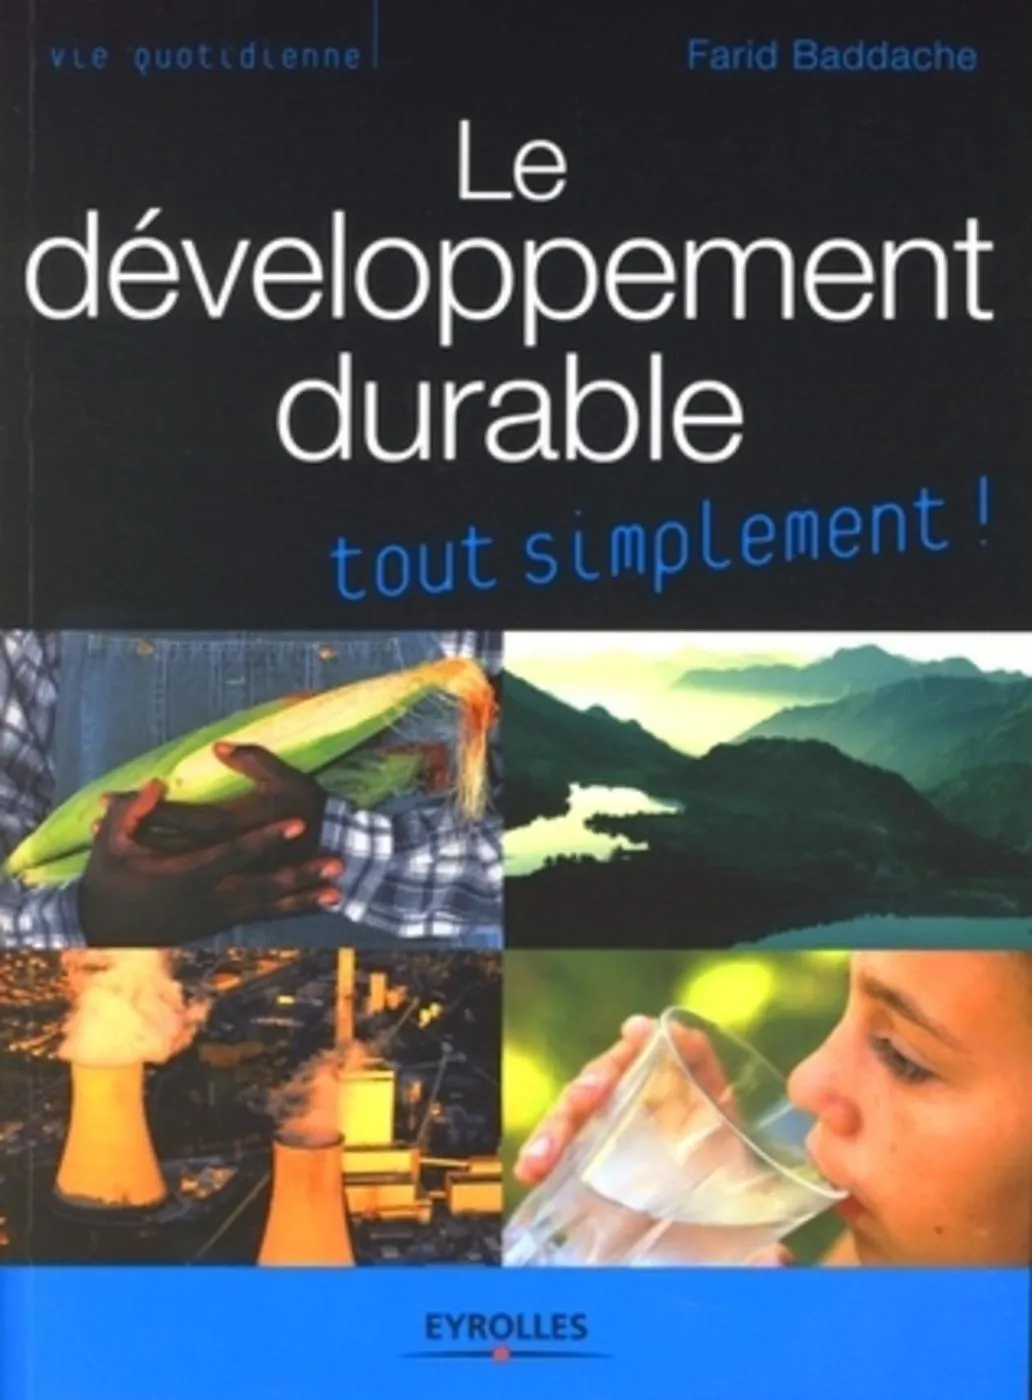 vie quotidienne
Farid Baddache
Le
développement
durable
tout simplement !
EYROLLES